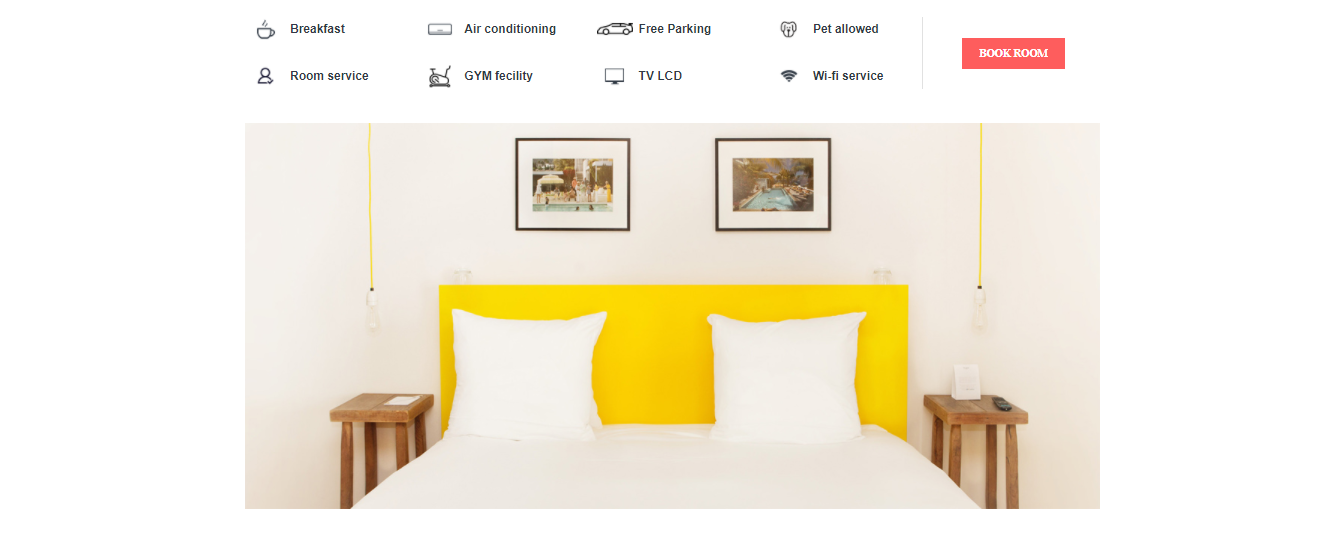 Breakfast
Air conditioning
Free Parking
Pet allowed
BOOK ROOM
Room service
GYM fecility
TV LCD
Wi-fi service